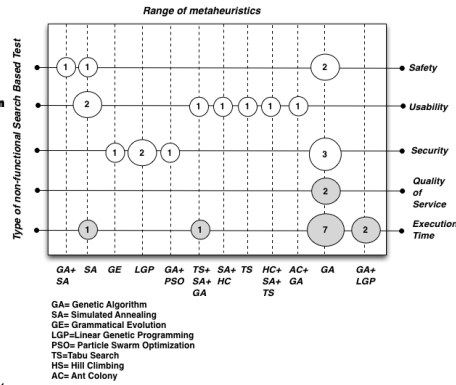 Range of metaheuristics
Type of non-functional Search Based Test
1 1 2 Safety
2 1 1 1 1 1 Usability
1 2 1 3 Security
2 Quality of Service
1 1 7 2 Execution Time
GA+ SA GE LGP GA+ TS+ SA+ TS HC+ AC+ GA GA+
SA PSO SA+ HC SA+ GA LGP
GA TS
GA= Genetic Algorithm
SA= Simulated Annealing
GE= Grammatical Evolution
LGP=Linear Genetic Programming
PSO= Particle Swarm Optimization
TS=Tabu Search
HS= Hill Climbing
AC= Ant Colony